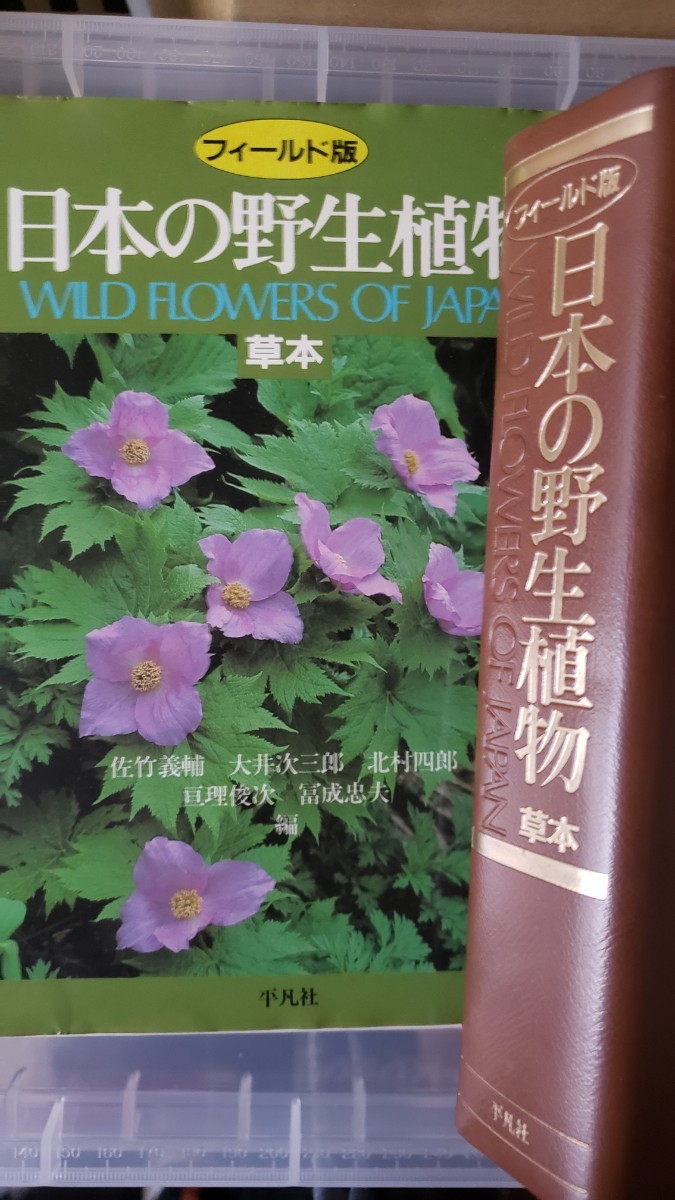 フィールド版
日本の野生植物
WILD FLOWERS OF JAPA
草本
佐竹義輔 大井次三郎 北村四郎
亘理俊次 冨成忠夫
編
平凡社
フィールド版
日本の野生植物
WILD FLOWERS OF JAPAN
草本
平凡社